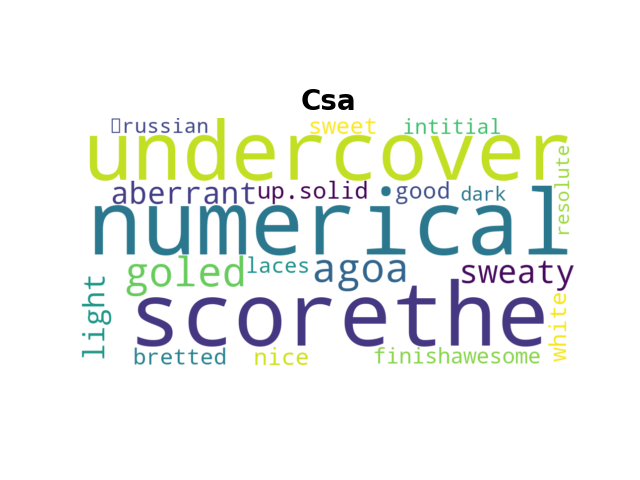 Csa
▯russian sweet intitial
undercover
resolute
aberrant up.solid good dark
numerical
goled laces agoa sweaty
light
scorethe
white
bretted nice finishawesome